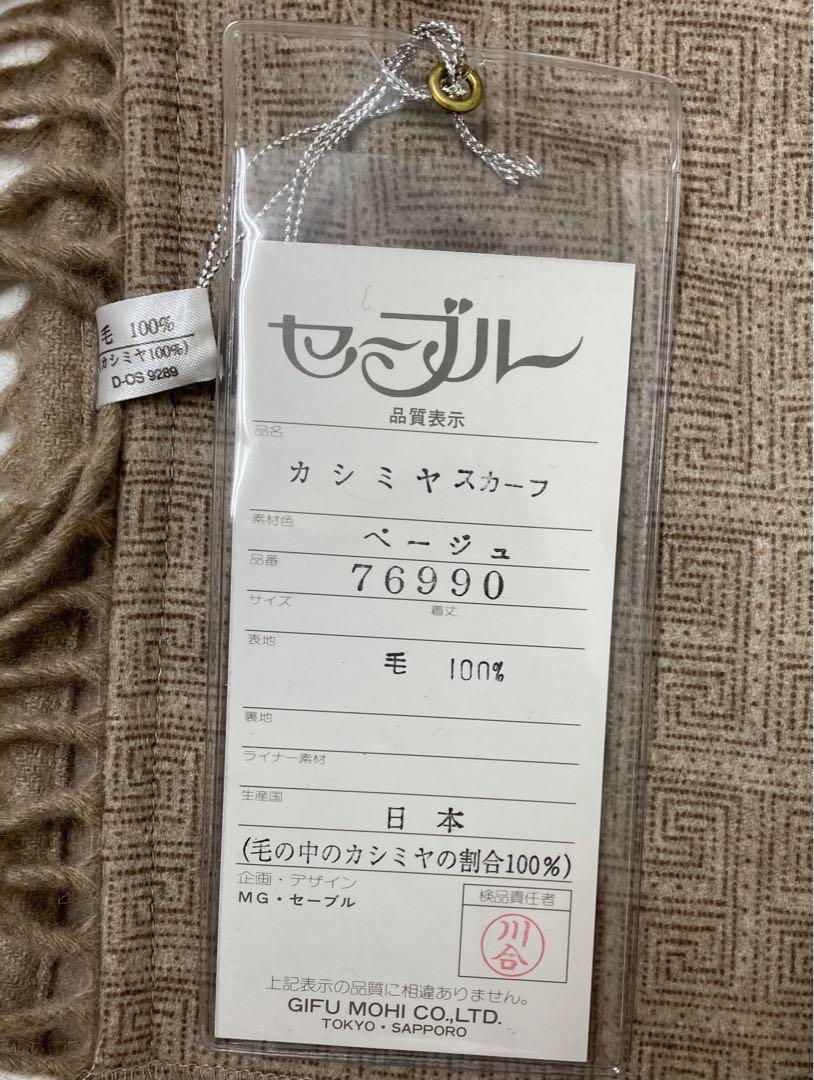 毛 100%
(カシミヤ100%)
D-OS 9289
セーブル
品質表示
品名
カシミヤスカーフ
素材色
ベージュ
品番
76990
サイズ
着丈
表地
毛 100%
裏地
ライナー素材
生産国
日本
(毛の中のカシミヤの割合100%)
企画・デザイン
MG・セーブル
検品責任者
川合
上記表示の品質に相違ありません。
GIFU MOHI CO.,LTD.
TOKYO・SAPPORO